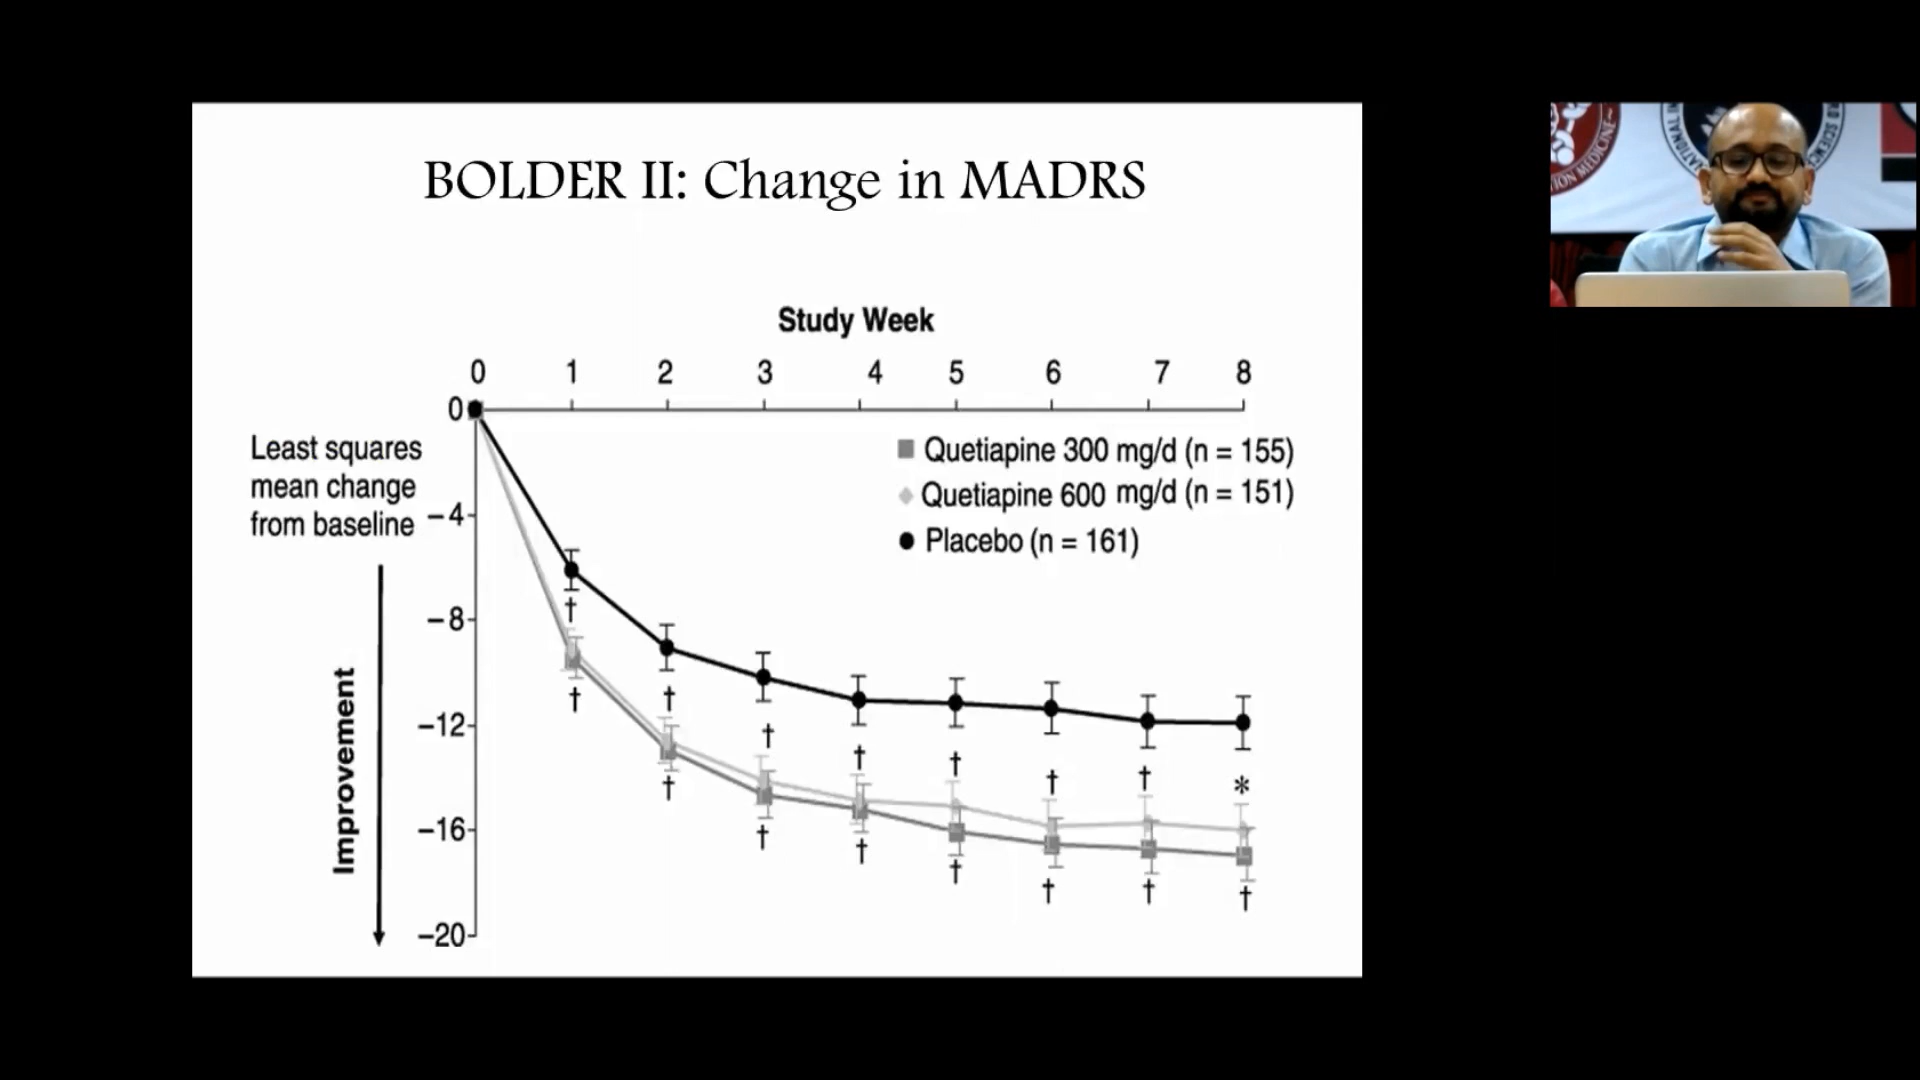 BOLDER II: Change in MADRS
Study Week
0 1 2 3 4 5 6 7 8
0
Least squares
mean change
from baseline
−4
−8
−12
−16
−20
Improvement
Quetiapine 300 mg/d (n = 155)
Quetiapine 600 mg/d (n = 151)
Placebo (n = 161)
† † † † † † † *
† † † † † † † †
MEDICINE